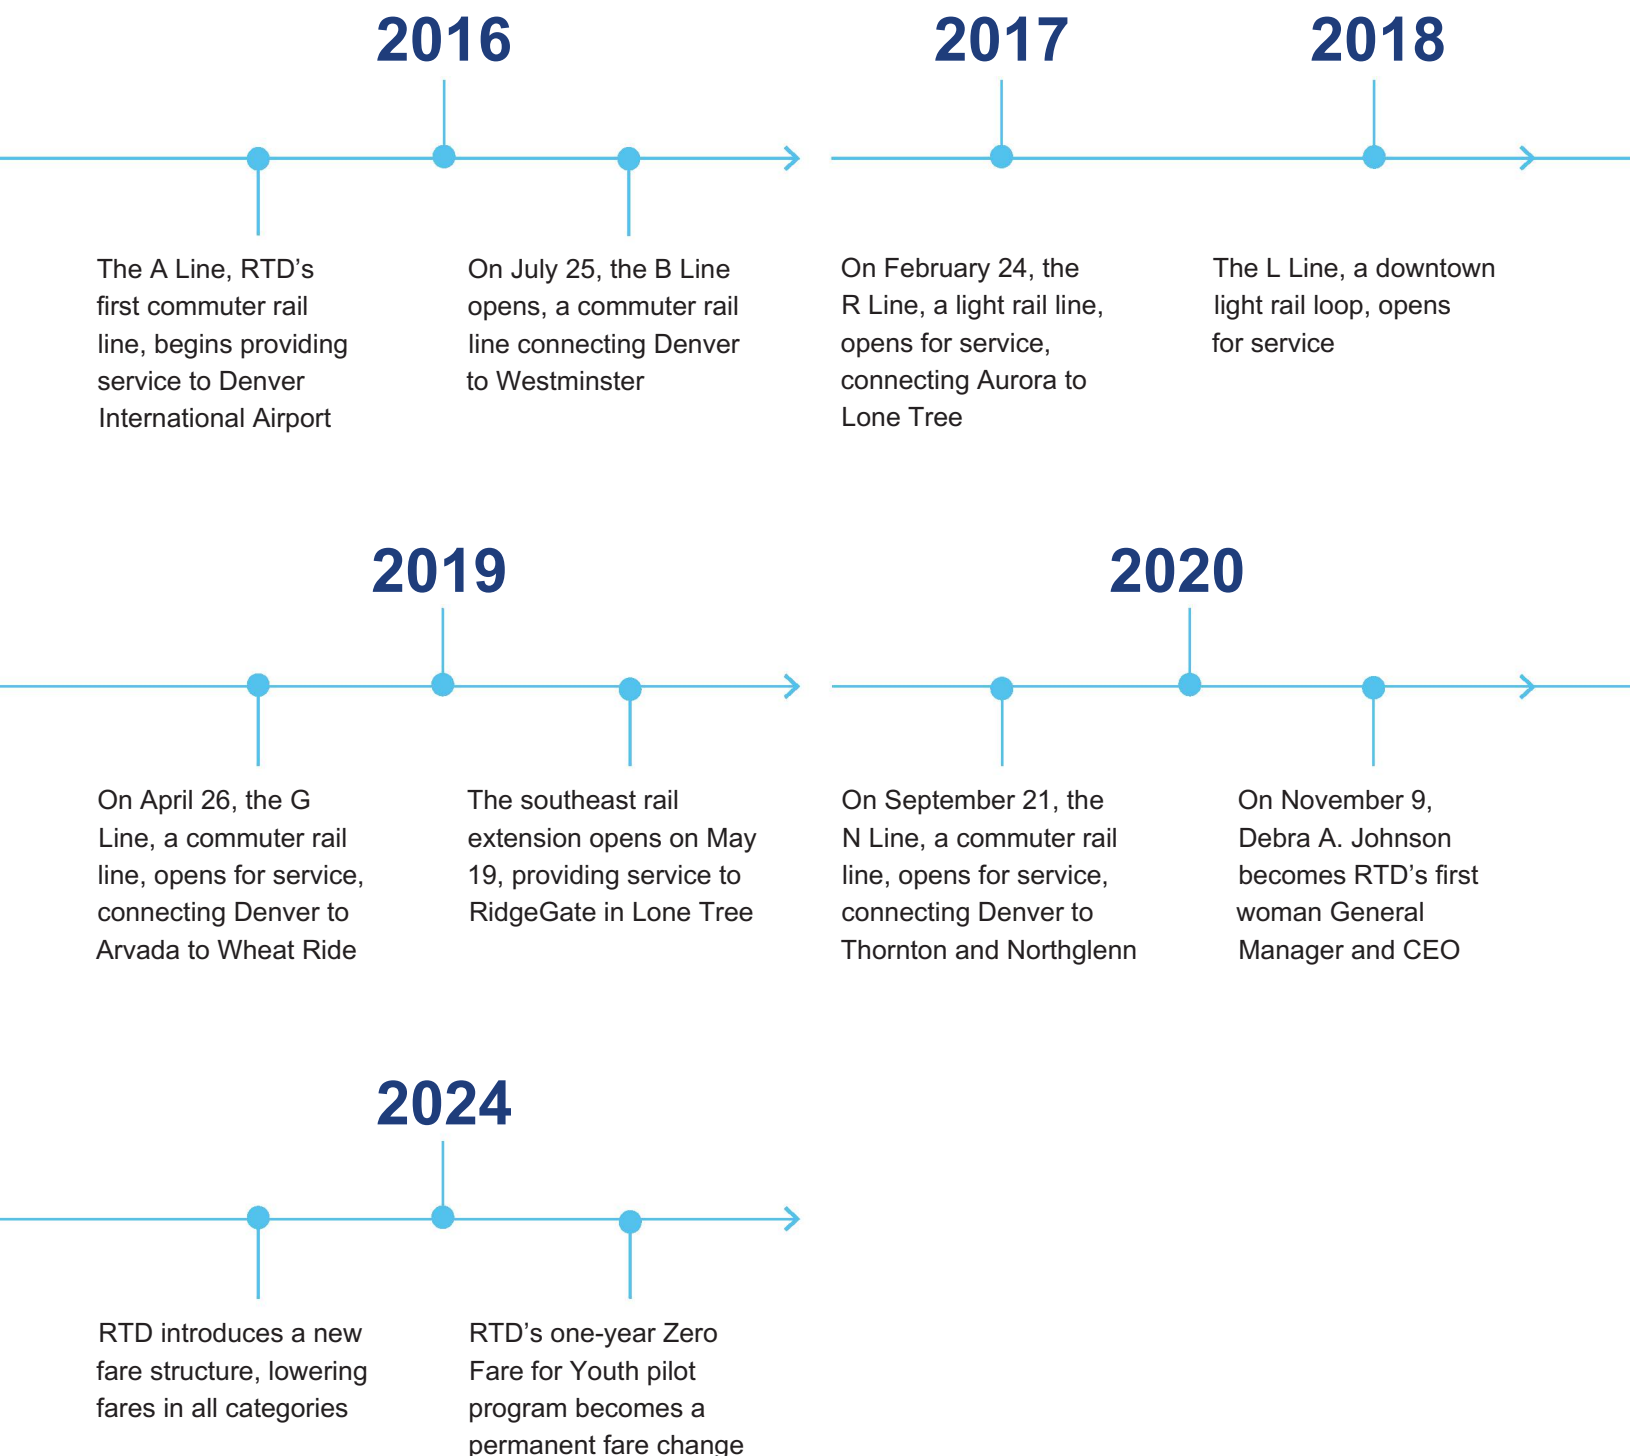 2016
The A Line, RTD’s
first commuter rail
line, begins providing
service to Denver
International Airport
On July 25, the B Line
opens, a commuter rail
line connecting Denver
to Westminster
2017
On February 24, the
R Line, a light rail line,
opens for service,
connecting Aurora to
Lone Tree
2018
The L Line, a downtown
light rail loop, opens
for service
2019
On April 26, the G
Line, a commuter rail
line, opens for service,
connecting Denver to
Arvada to Wheat Ride
The southeast rail
extension opens on May
19, providing service to
RidgeGate in Lone Tree
2020
On September 21, the
N Line, a commuter rail
line, opens for service,
connecting Denver to
Thornton and Northglenn
On November 9,
Debra A. Johnson
becomes RTD’s first
woman General
Manager and CEO
2024
RTD introduces a new
fare structure, lowering
fares in all categories
RTD’s one-year Zero
Fare for Youth pilot
program becomes a
permanent fare change